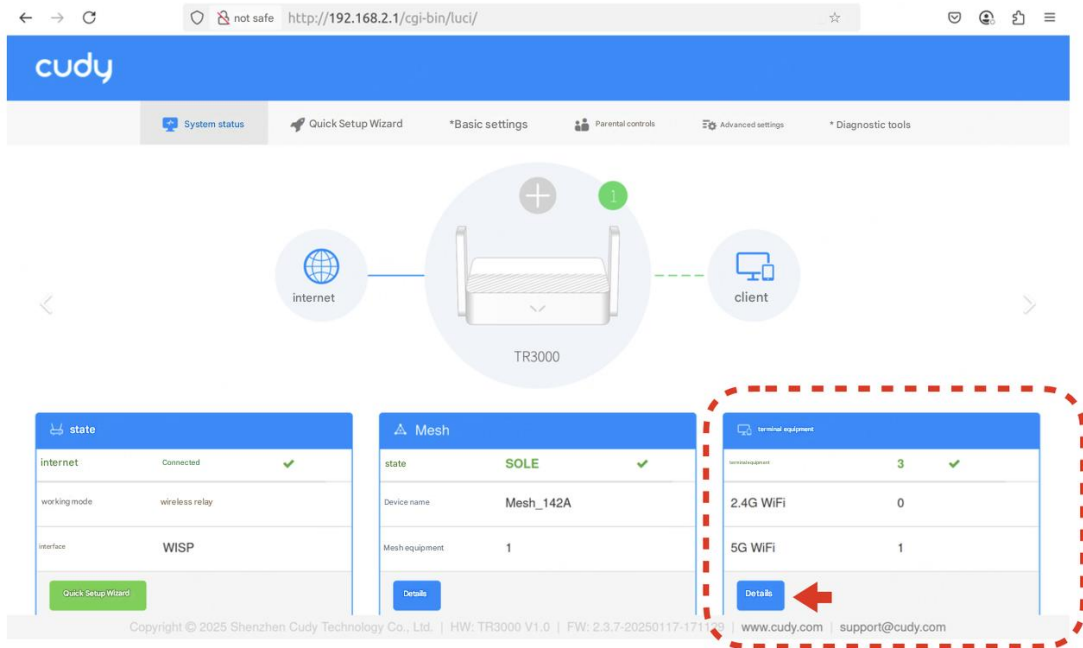 not safe http://192.168.2.1/cgi-bin/luci/
cudy
System status Quick Setup Wizard *Basic settings Parental controls Advanced settings * Diagnostic tools
1
internet
client
TR3000
state
internet Connected
working mode wireless relay
interface WISP
Quick Setup Wizard
Mesh
state SOLE
Device name Mesh_142A
Mesh equipment 1
Details
terminal equipment
terminal equipment 3
2.4G WiFi 0
5G WiFi 1
Details
Copyright © 2025 Shenzhen Cudy Technology Co., Ltd. | HW: TR3000 V1.0 | FW: 2.3.7-20250117-171129 | www.cudy.com | support@cudy.com